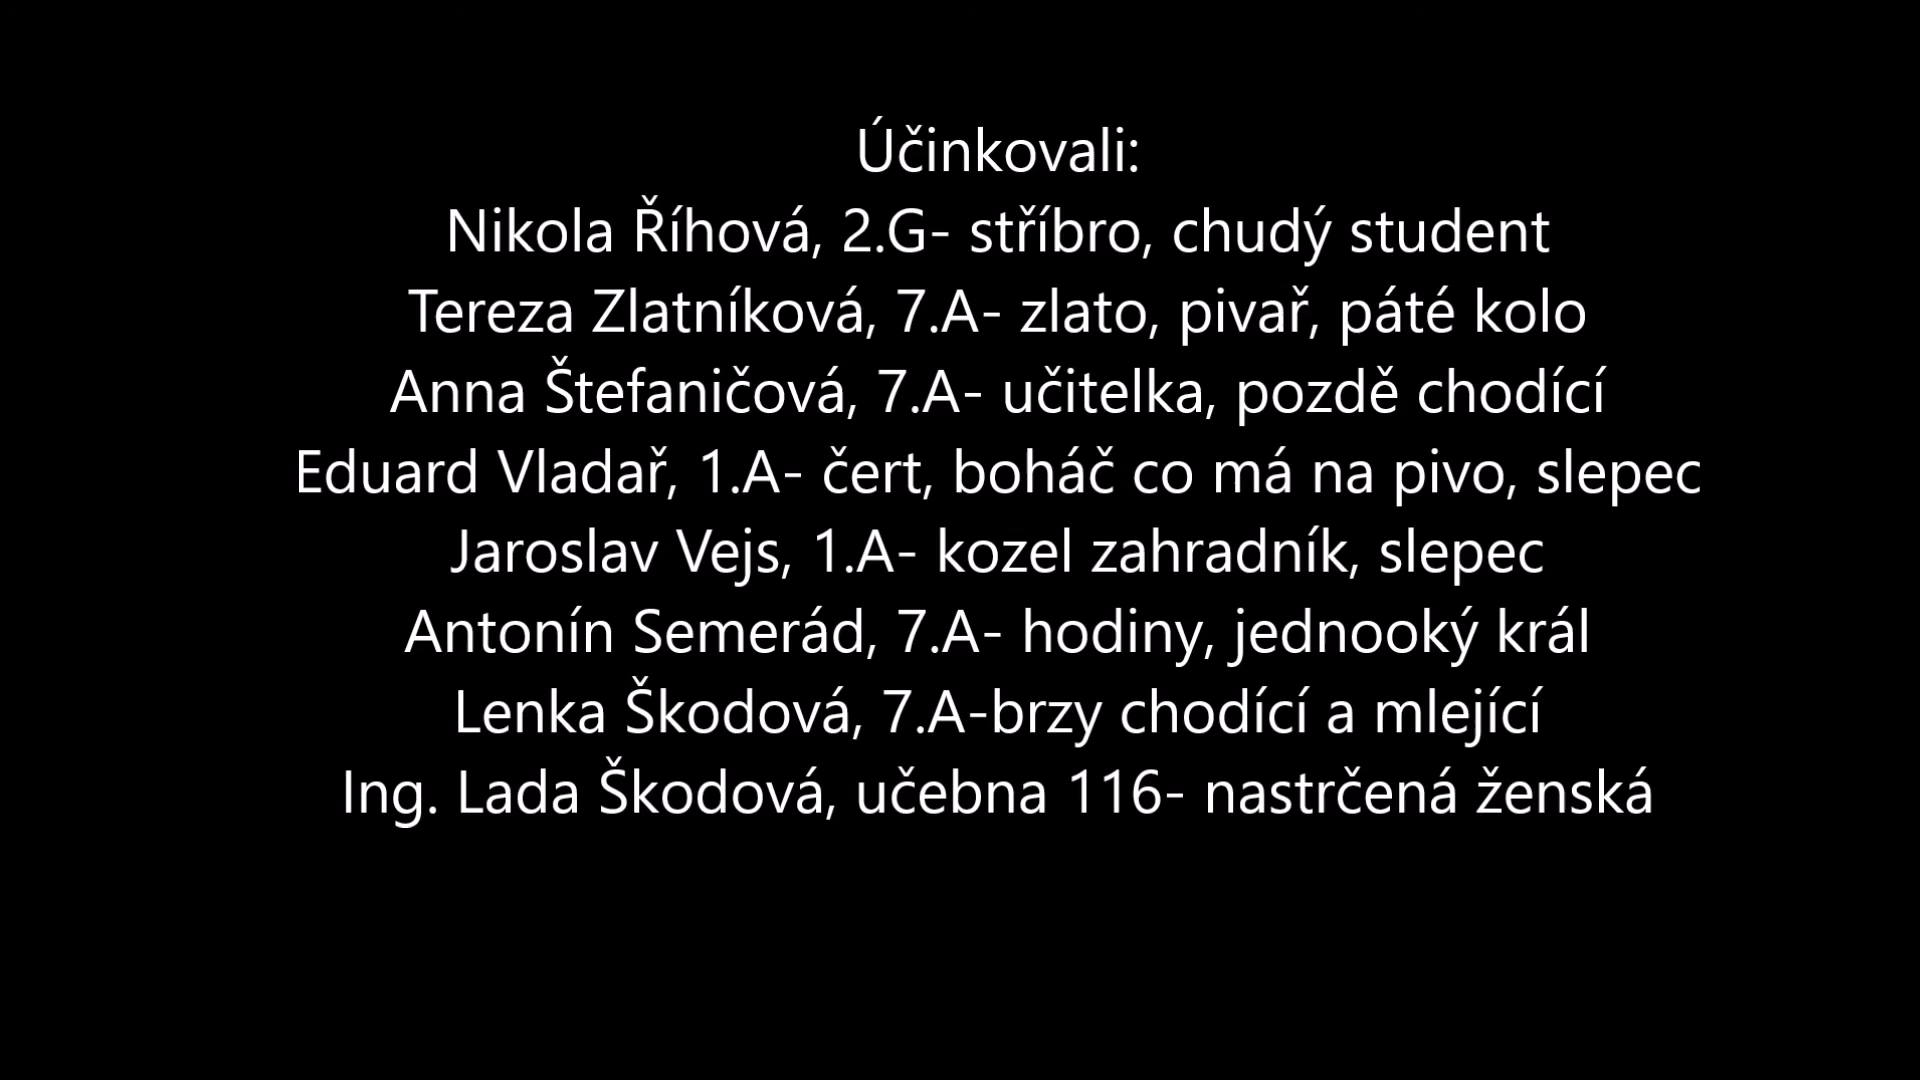 Účinkovali:
Nikola Říhová, 2.G- stříbro, chudý student
Tereza Zlatníková, 7.A- zlato, pivař, páté kolo
Anna Štefaničová, 7.A- učitelka, pozdě chodící
Eduard Vladař, 1.A- čert, boháč co má na pivo, slepec
Jaroslav Vejs, 1.A- kozel zahradník, slepec
Antonín Semerád, 7.A- hodiny, jednooký král
Lenka Škodová, 7.A-brzy chodící a mlející
Ing. Lada Škodová, učebna 116- nastrčená ženská